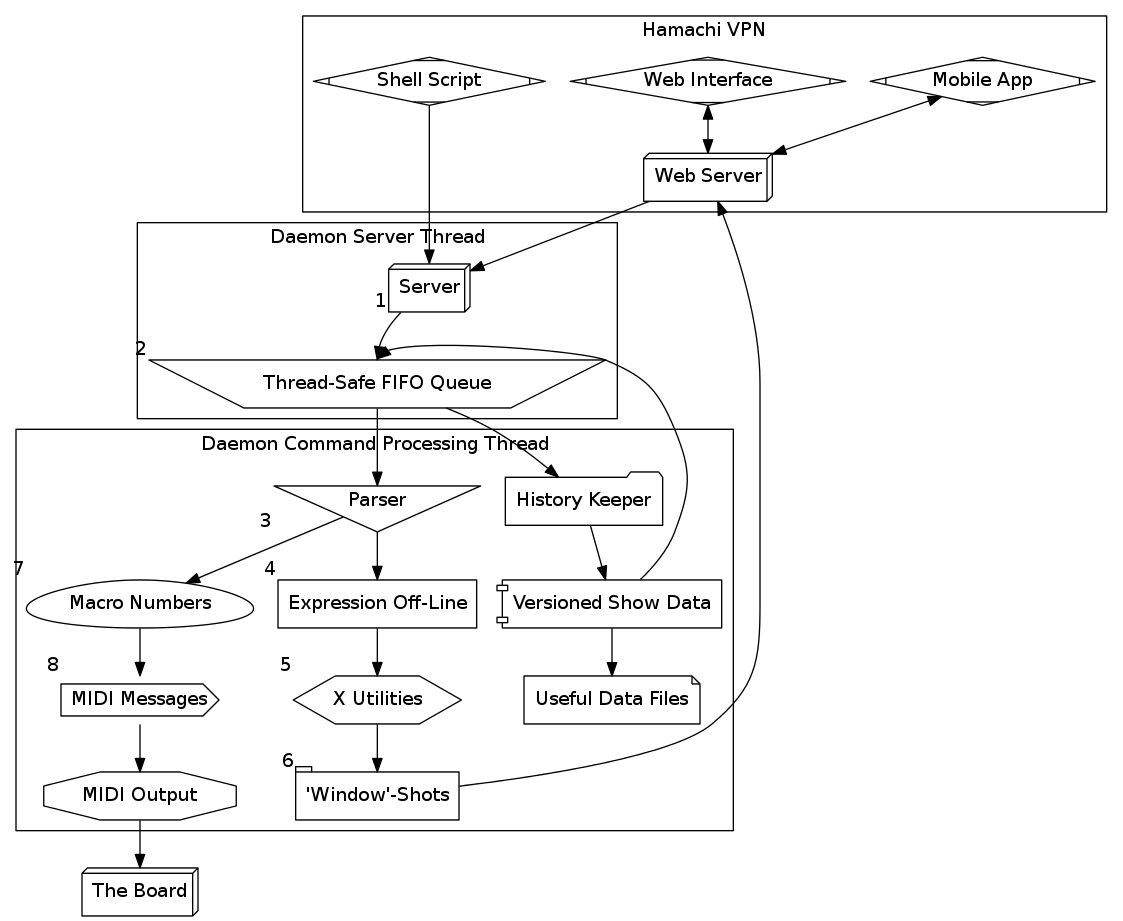 Hamachi VPN
Shell Script
Web Interface
Mobile App
Web Server
Daemon Server Thread
Server
1
2
Thread-Safe FIFO Queue
Daemon Command Processing Thread
Parser
History Keeper
3
7
4
Macro Numbers
Expression Off-Line
Versioned Show Data
8
5
MIDI Messages
X Utilities
Useful Data Files
6
MIDI Output
'Window'-Shots
The Board